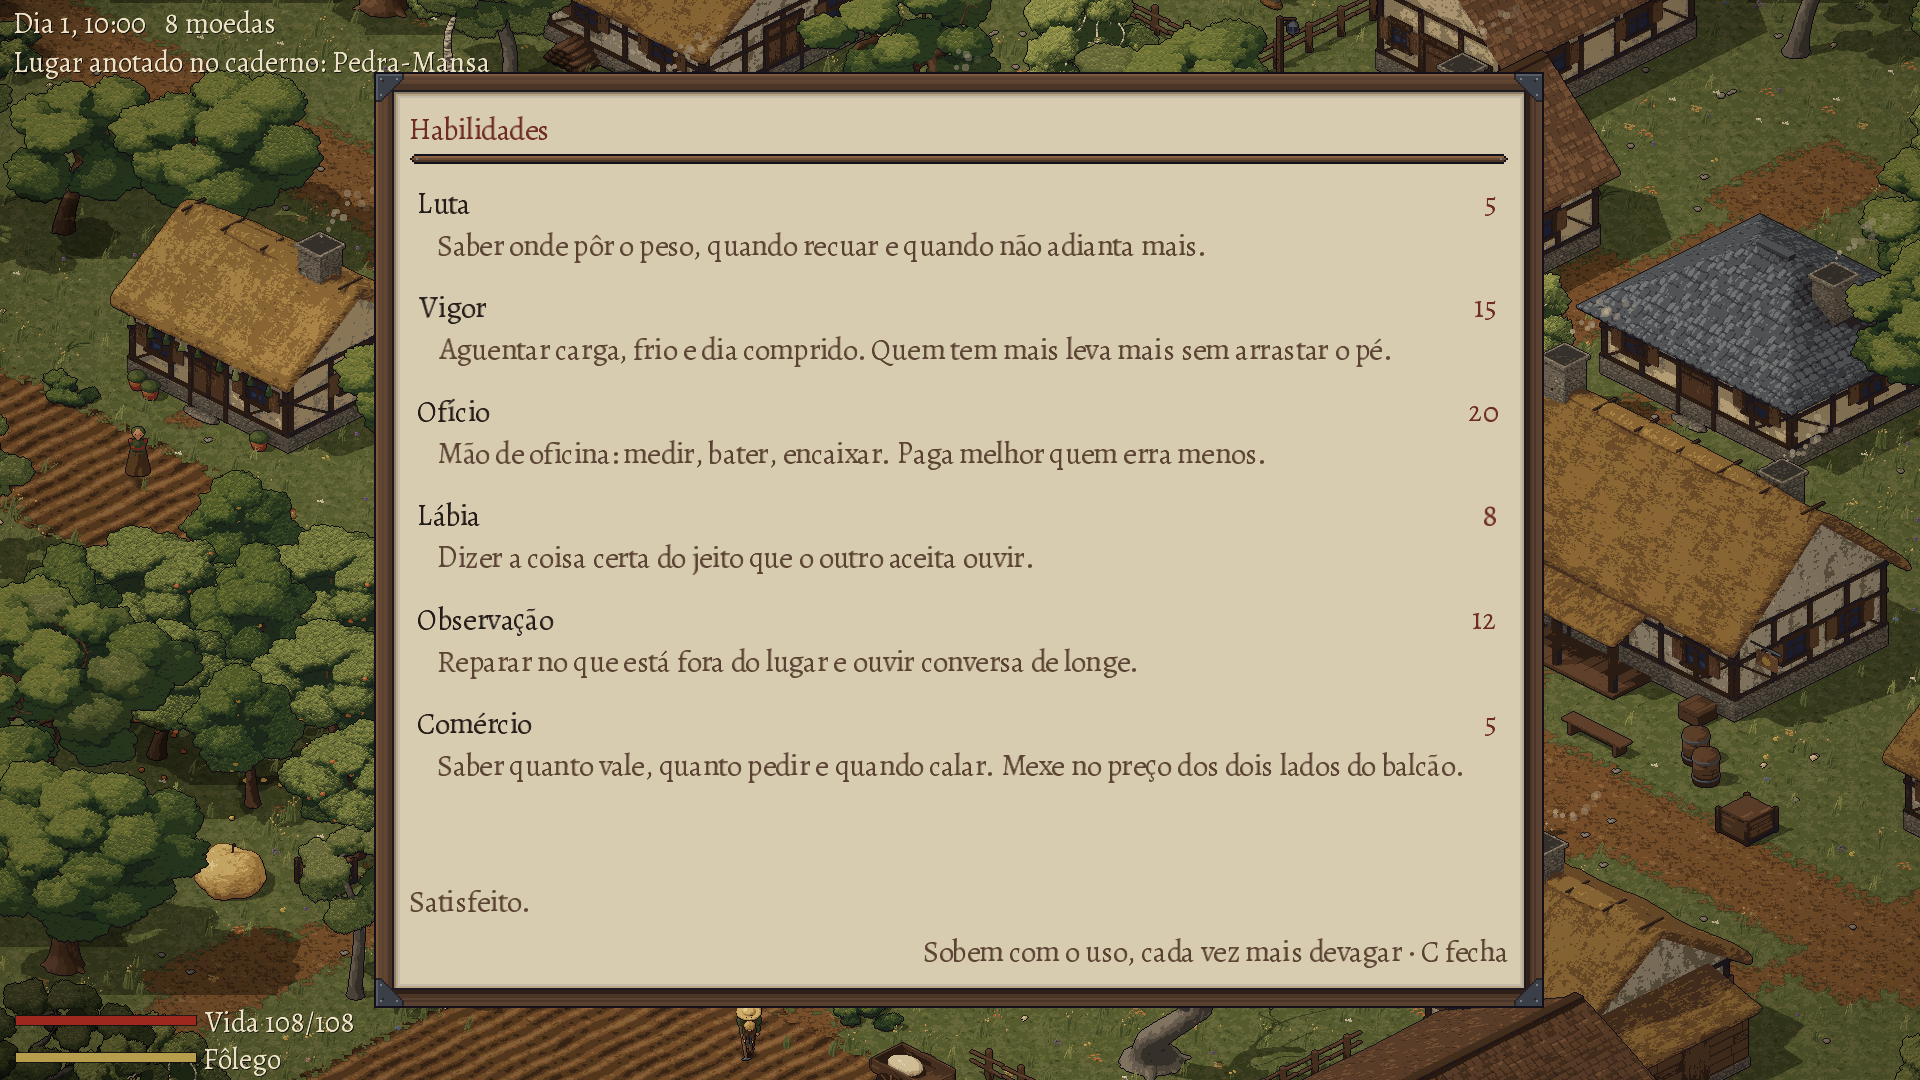 Dia 1, 10:00 8 moedas
Lugar anotado no caderno: Pedra-Mansa
Habilidades
Luta 5
Saber onde pôr o peso, quando recuar e quando não adianta mais.
Vigor 15
Aguentar carga, frio e dia comprido. Quem tem mais leva mais sem arrastar o pé.
Ofício 20
Mão de oficina: medir, bater, encaixar. Paga melhor quem erra menos.
Lábia 8
Dizer a coisa certa do jeito que o outro aceita ouvir.
Observação 12
Reparar no que está fora do lugar e ouvir conversa de longe.
Comércio 5
Saber quanto vale, quanto pedir e quando calar. Mexe no preço dos dois lados do balcão.
Satisfeito.
Sobem com o uso, cada vez mais devagar · C fecha
Vida 108/108
Fôlego